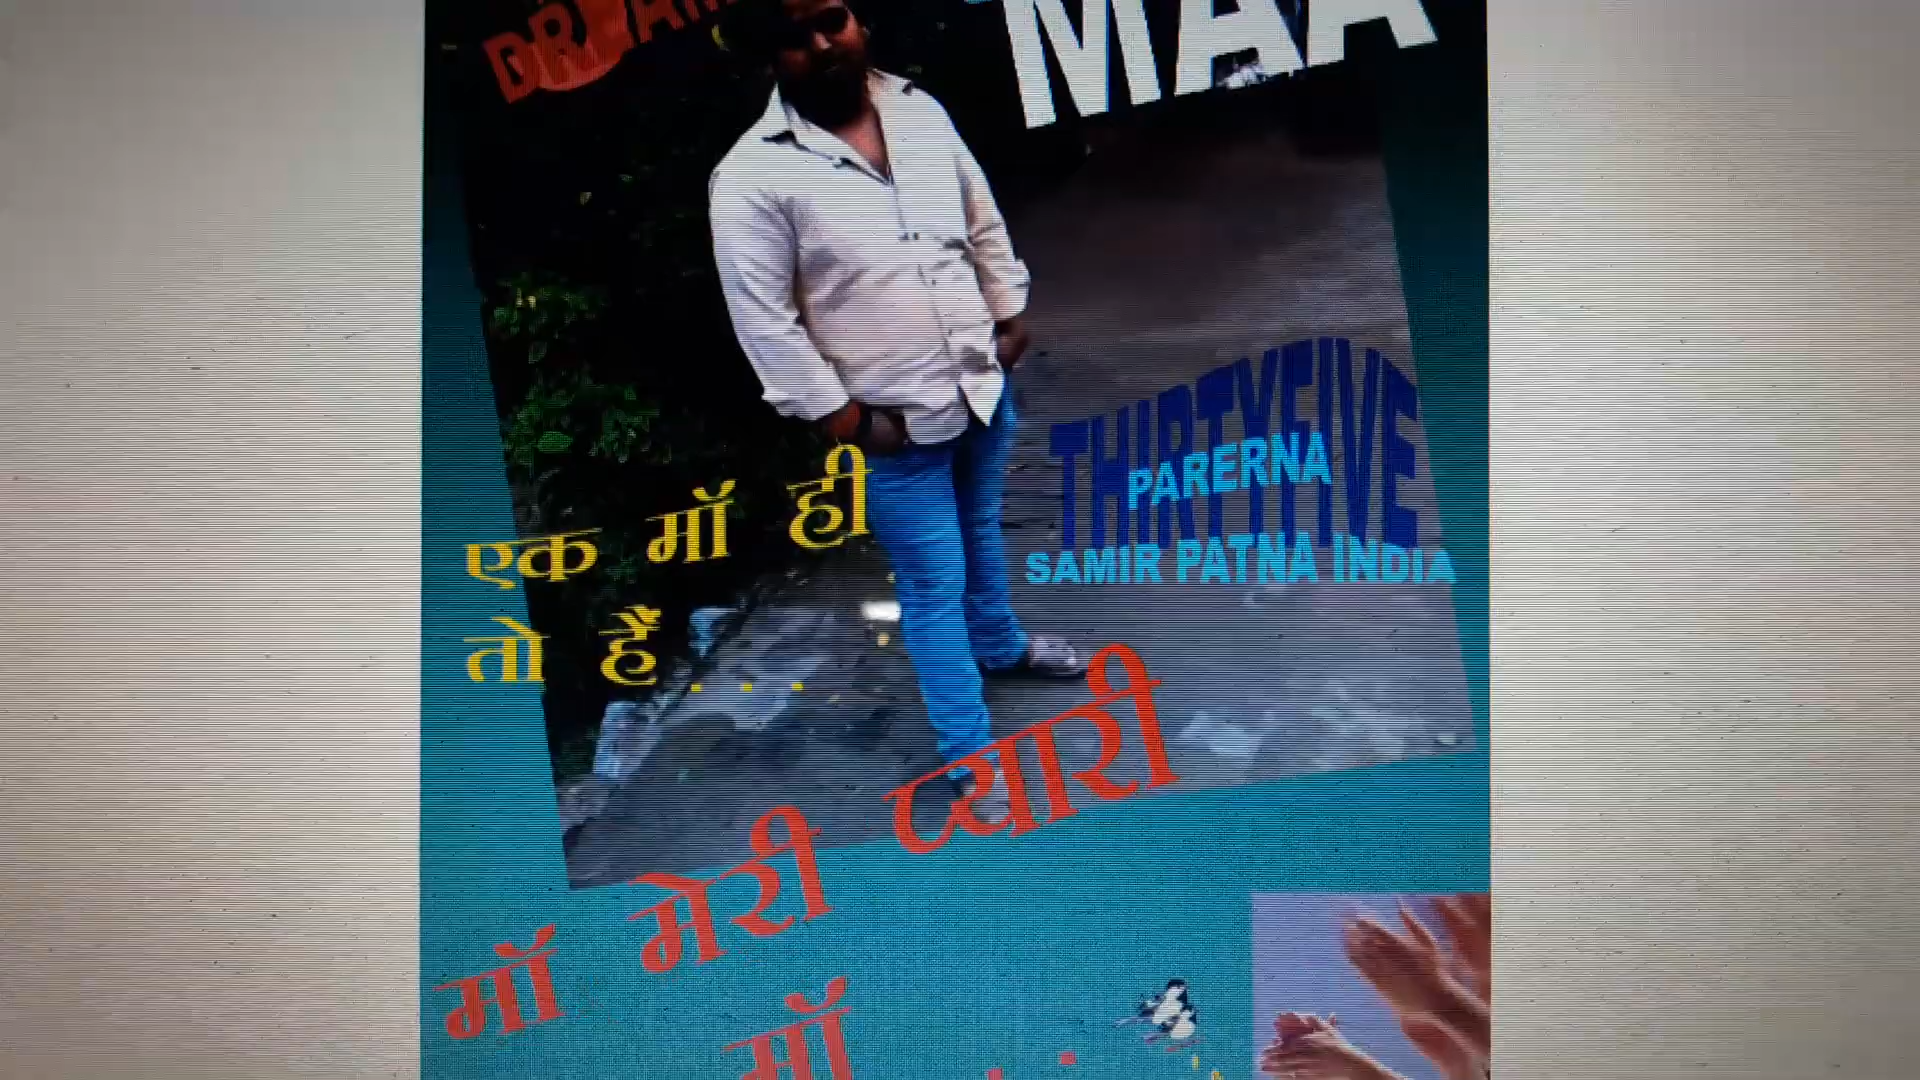 MAA
THIRTYFIVE
PARERNA
SAMIR PATNA INDIA
एक मॉ ही
तो हैं...
मॉ मेरी प्यारी
मॉ